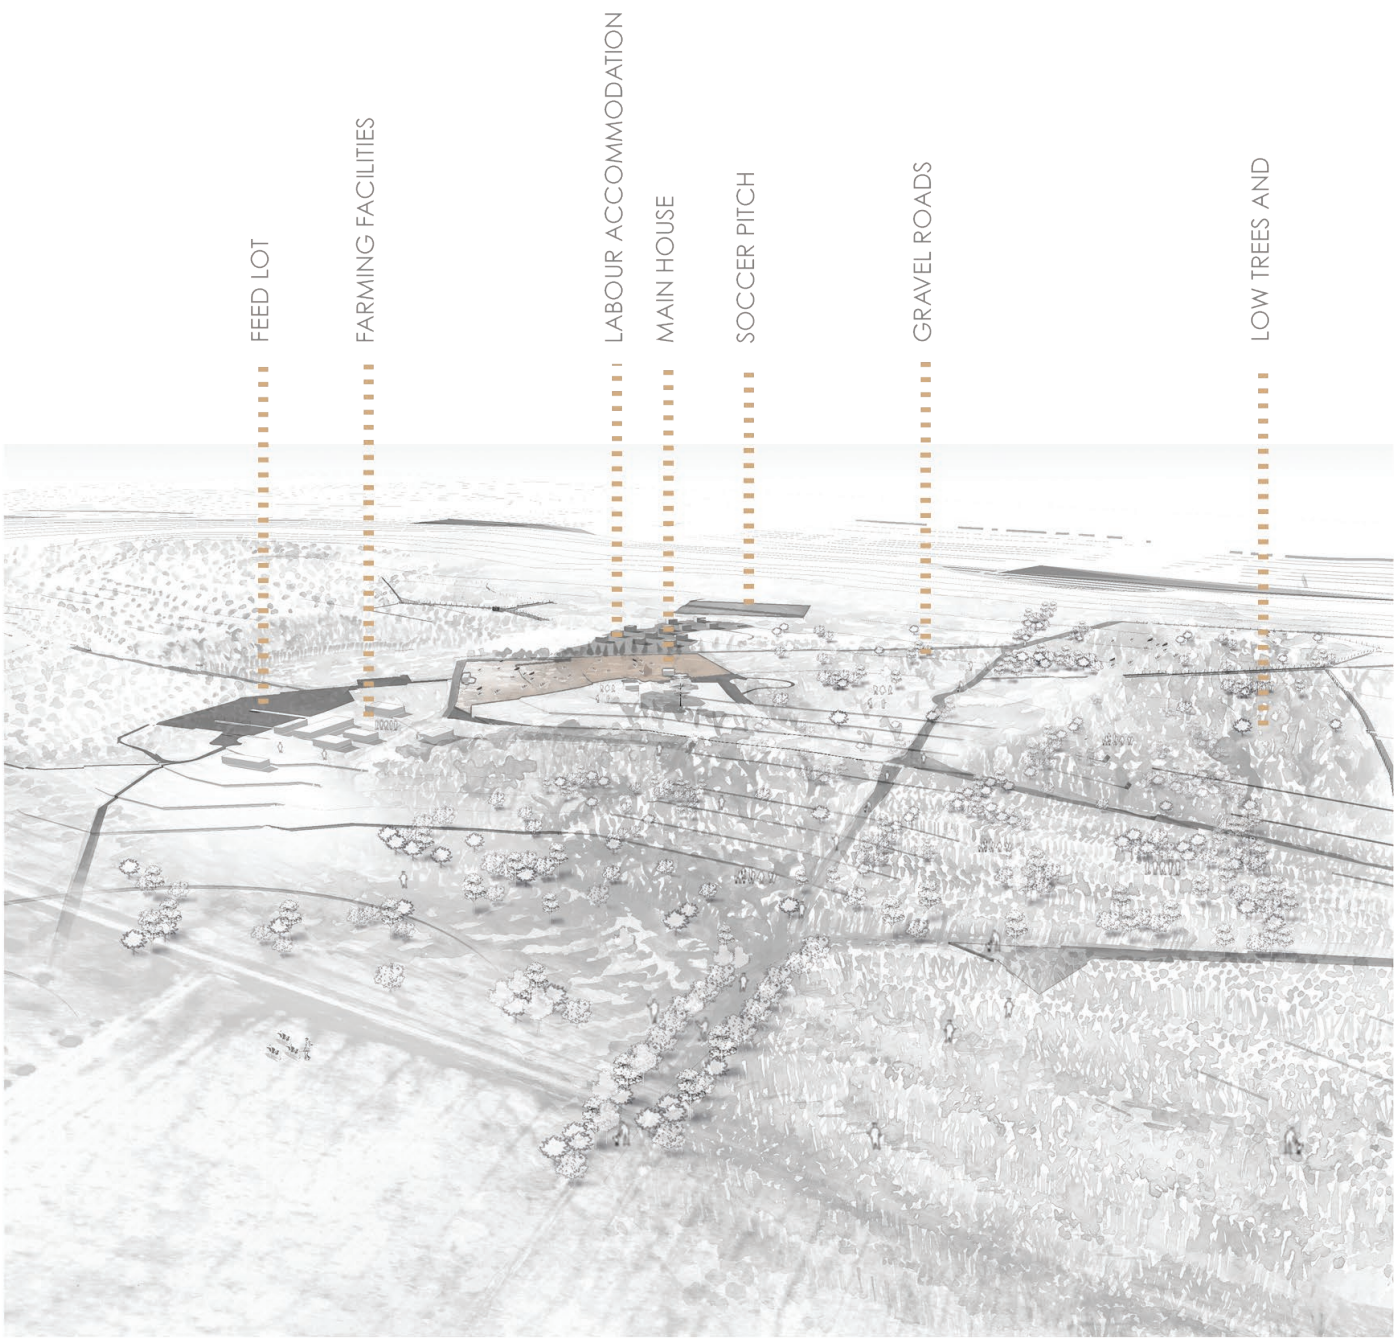 FEED LOT
FARMING FACILITIES
LABOUR ACCOMMODATION
MAIN HOUSE
SOCCER PITCH
GRAVEL ROADS
LOW TREES AND